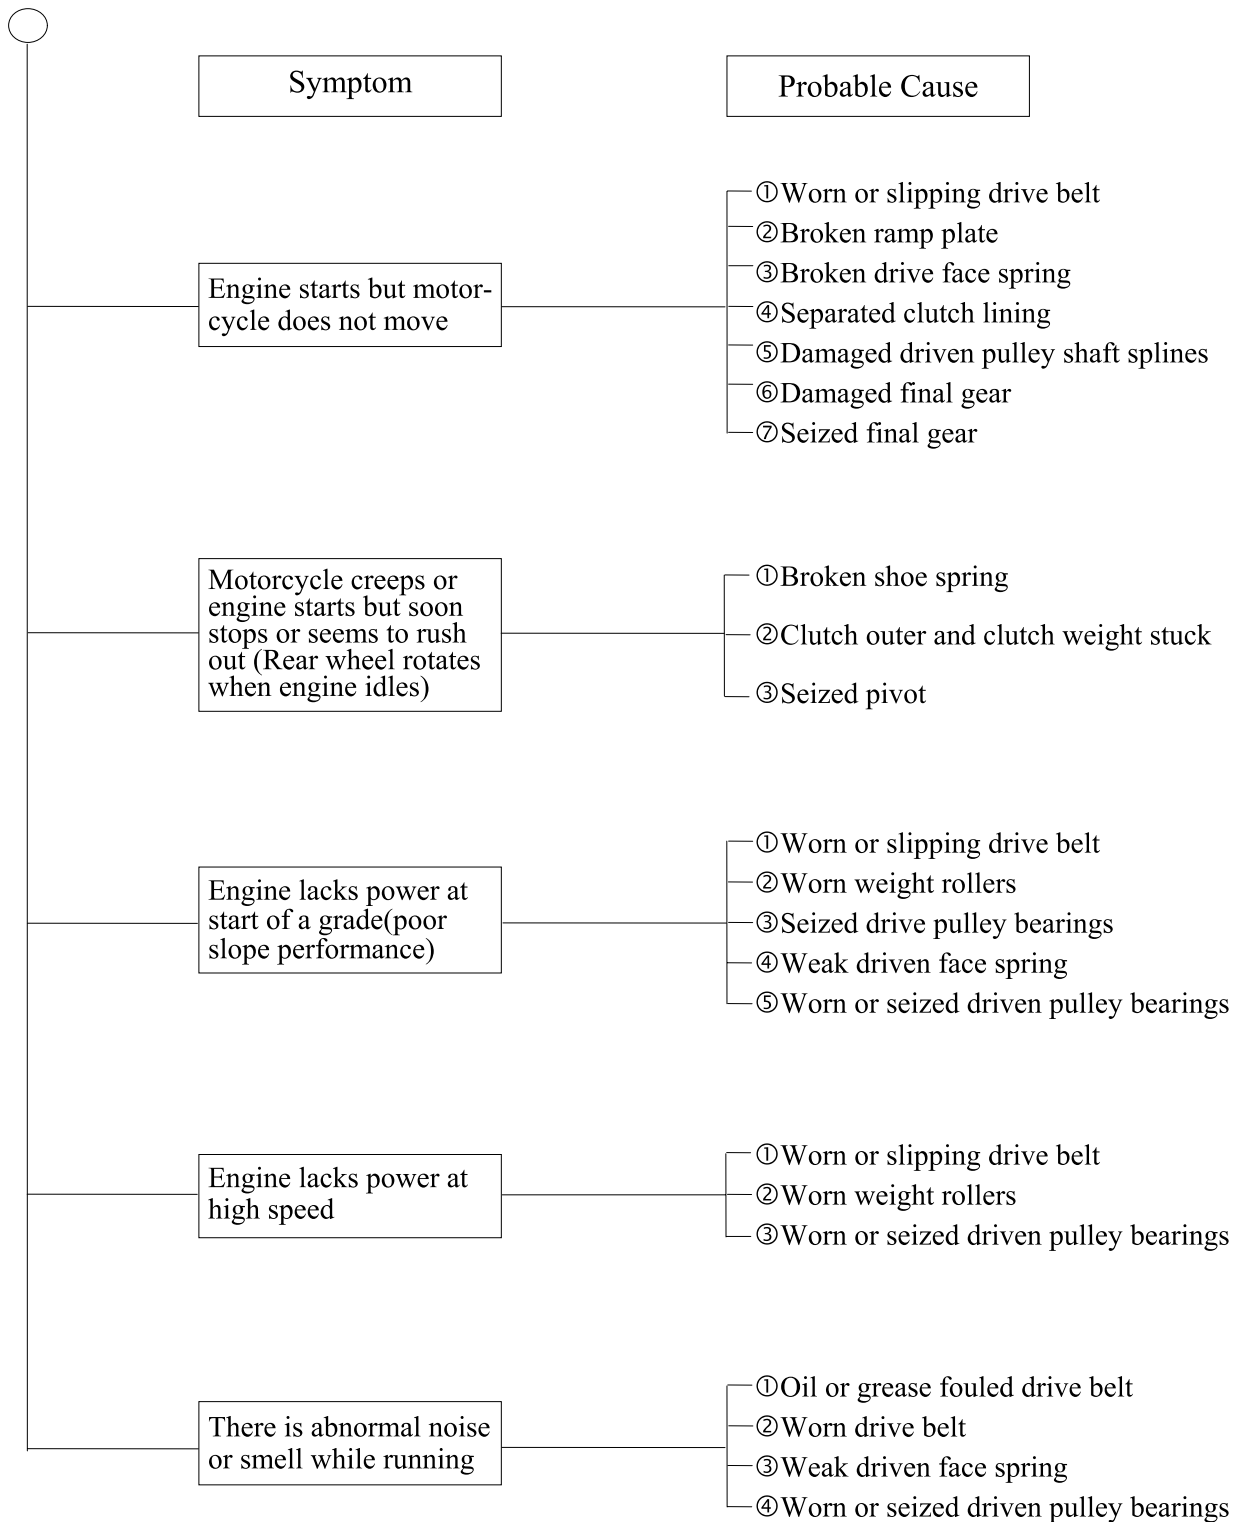 Symptom
Probable Cause
Engine starts but motor-
cycle does not move
①Worn or slipping drive belt
②Broken ramp plate
③Broken drive face spring
④Separated clutch lining
⑤Damaged driven pulley shaft splines
⑥Damaged final gear
⑦Seized final gear
Motorcycle creeps or
engine starts but soon
stops or seems to rush
out (Rear wheel rotates
when engine idles)
①Broken shoe spring
②Clutch outer and clutch weight stuck
③Seized pivot
Engine lacks power at
start of a grade(poor
slope performance)
①Worn or slipping drive belt
②Worn weight rollers
③Seized drive pulley bearings
④Weak driven face spring
⑤Worn or seized driven pulley bearings
Engine lacks power at
high speed
①Worn or slipping drive belt
②Worn weight rollers
③Worn or seized driven pulley bearings
There is abnormal noise
or smell while running
①Oil or grease fouled drive belt
②Worn drive belt
③Weak driven face spring
④Worn or seized driven pulley bearings